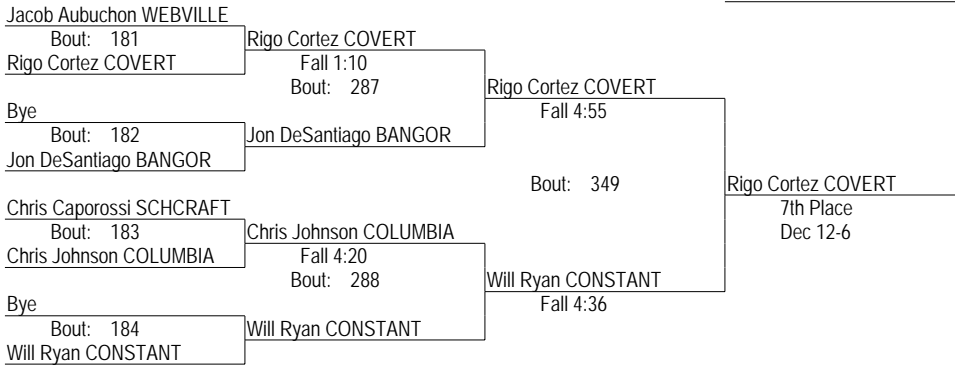 Jacob Aubuchon WEBVILLE
Bout: 181
Rigo Cortez COVERT
Rigo Cortez COVERT
Fall 1:10
Bout: 287
Rigo Cortez COVERT
Fall 4:55
Bye
Bout: 182
Jon DeSantiago BANGOR
Jon DeSantiago BANGOR
Bout: 349
Rigo Cortez COVERT
7th Place
Dec 12-6
Chris Caporossi SCHCRAFT
Bout: 183
Chris Johnson COLUMBIA
Chris Johnson COLUMBIA
Fall 4:20
Bout: 288
Will Ryan CONSTANT
Fall 4:36
Bye
Bout: 184
Will Ryan CONSTANT
Will Ryan CONSTANT